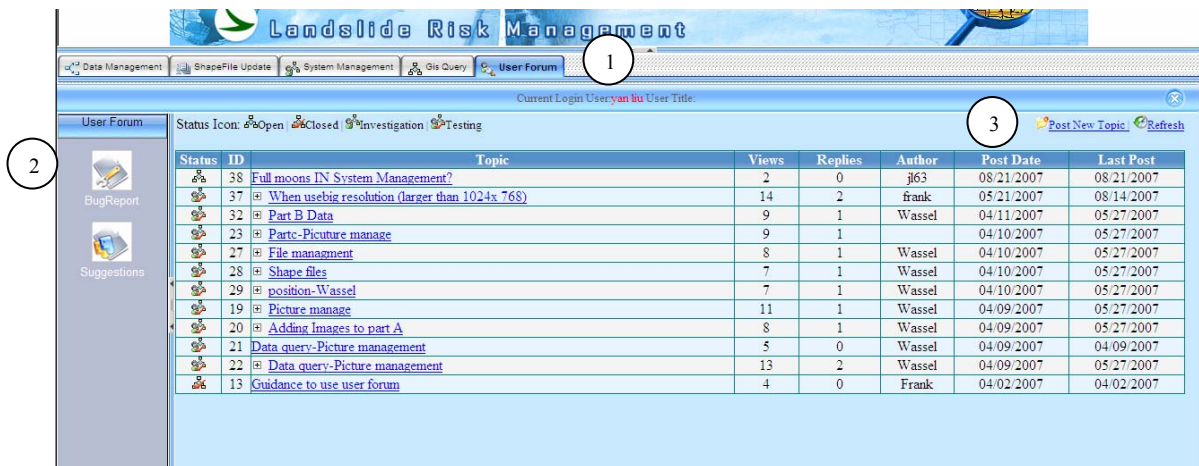 Landslide Risk Management
1
Data Management ShapeFile Update System Management Gis Query User Forum
Current Login User:yan liu User Title:
User Forum Status Icon: Open | Closed | Investigation | Testing 3 Post New Topic | Refresh
2
Status ID Topic Views Replies Author Post Date Last Post
38 Full moons IN System Management? 2 0 jl63 08/21/2007 08/21/2007
37 When usebig resolution (larger than 1024x 768) 14 2 frank 05/21/2007 08/14/2007
BugReport
32 Part B Data 9 1 Wassel 04/11/2007 05/27/2007
23 Partc-Picuture manage 9 1 04/10/2007 05/27/2007
27 File managment 8 1 Wassel 04/10/2007 05/27/2007
Suggestions
28 Shape files 7 1 Wassel 04/10/2007 05/27/2007
29 position-Wassel 7 1 Wassel 04/10/2007 05/27/2007
19 Picture manage 11 1 Wassel 04/09/2007 05/27/2007
20 Adding Images to part A 8 1 Wassel 04/09/2007 05/27/2007
21 Data query-Picture management 5 0 Wassel 04/09/2007 04/09/2007
22 Data query-Picture management 13 2 Wassel 04/09/2007 05/27/2007
13 Guidance to use user forum 4 0 Frank 04/02/2007 04/02/2007